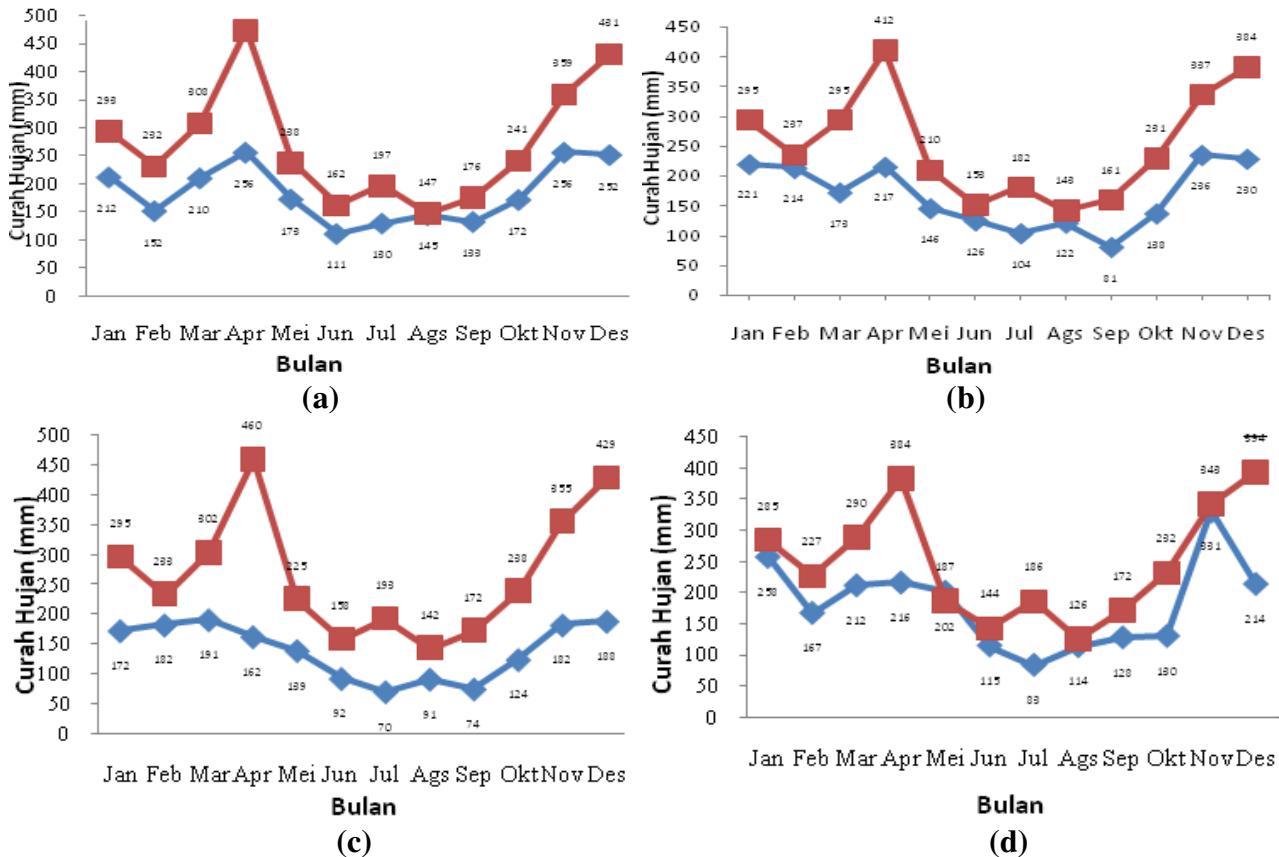 Curah Hujan (mm)
500
450
400
350
300
250
200
150
100
50
0
293 232 308 238 162 197 147 176 241 359 431
212 152 210 256 173 111 130 145 133 172 256 252
Jan Feb Mar Apr Mei Jun Jul Ags Sep Okt Nov Des
Bulan
(a)
Curah Hujan (mm)
450
400
350
300
250
200
150
100
50
0
295 237 295 412 210 153 182 143 161 231 337 384
221 214 173 217 146 126 104 122 81 138 236 230
Jan Feb Mar Apr Mei Jun Jul Ags Sep Okt Nov Des
Bulan
(b)
Curah Hujan (mm)
500
450
400
350
300
250
200
150
100
50
0
295 233 302 460 225 158 193 142 172 238 355 429
172 182 191 162 139 92 70 91 74 124 182 188
Jan Feb Mar Apr Mei Jun Jul Ags Sep Okt Nov Des
Bulan
(c)
Curah Hujan (mm)
450
400
350
300
250
200
150
100
50
0
285 227 290 384 187 144 186 126 172 232 343 394
258 167 212 216 202 115 83 114 128 130 331 214
Jan Feb Mar Apr Mei Jun Jul Ags Sep Okt Nov Des
Bulan
(d)